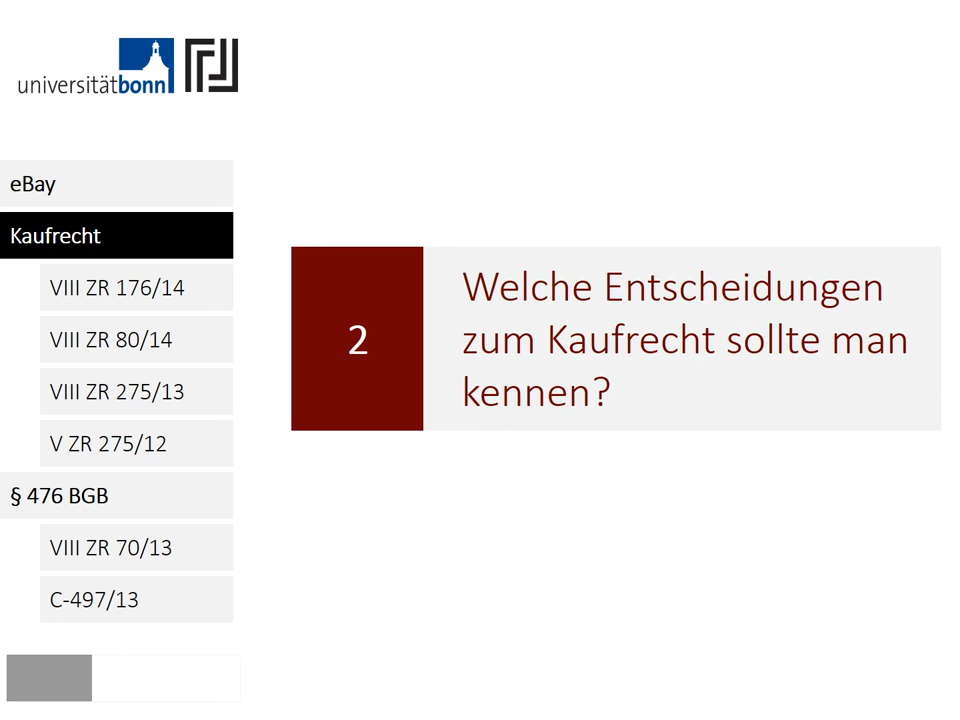 universitätbonn
eBay
Kaufrecht
VIII ZR 176/14
VIII ZR 80/14
VIII ZR 275/13
V ZR 275/12
§ 476 BGB
VIII ZR 70/13
C-497/13
2
Welche Entscheidungen
zum Kaufrecht sollte man
kennen?